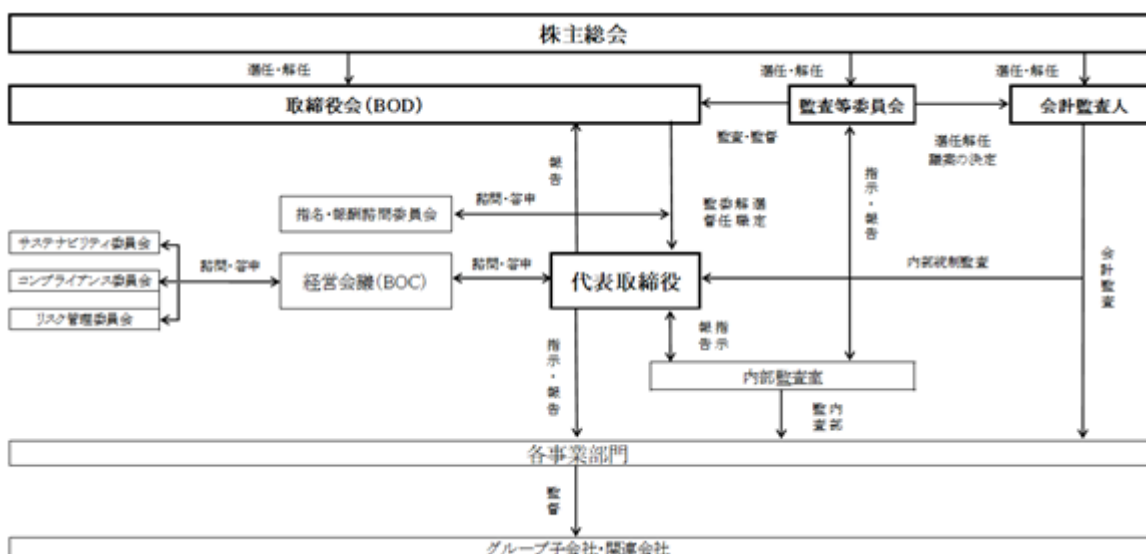 株主総会
選任・解任
選任・解任
選任・解任
取締役会(BOD)
監査等委員会
会計監査人
監査・監督
選任解任
議案の決定
報告
指名・報酬諮問委員会
諮問・答申
選定
解職
委任
監督
指示・報告
サステナビリティ委員会
コンプライアンス委員会
リスク管理委員会
諮問・答申
経営会議(BOC)
諮問・答申
代表取締役
内部統制監査
会計監査
指示
報告
指示・報告
内部監査室
内部
監査
各事業部門
監督
グループ子会社・関連会社